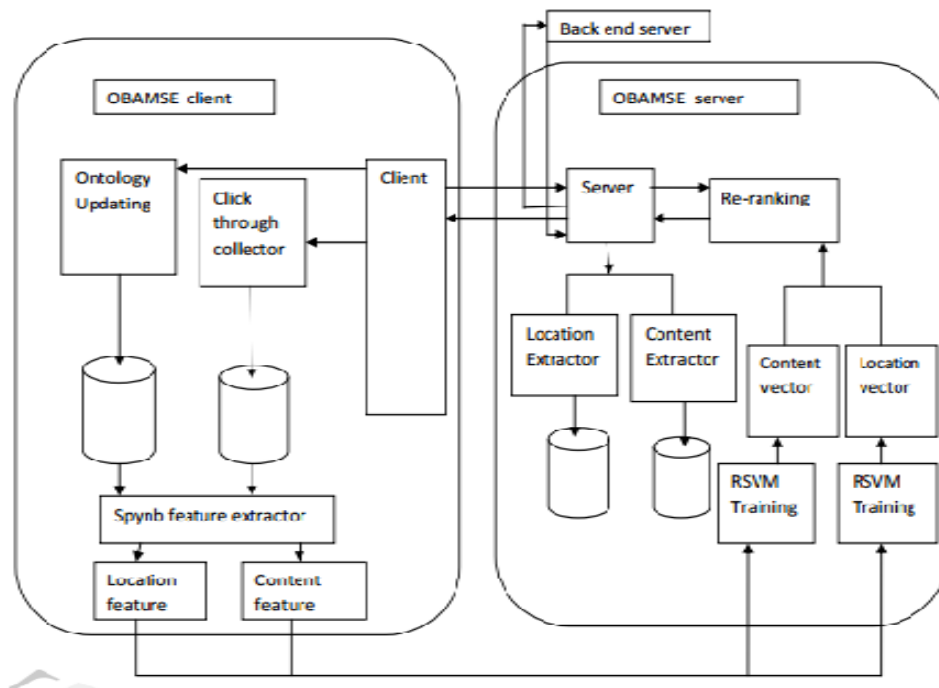 Back end server
OBAMSE client
OBAMSE server
Ontology
Updating
Click
through
collector
Client
Server
Re-ranking
Location
Extractor
Content
Extractor
Content
vector
Location
vector
RSVM
Training
RSVM
Training
Spynb feature extractor
Location
feature
Content
feature